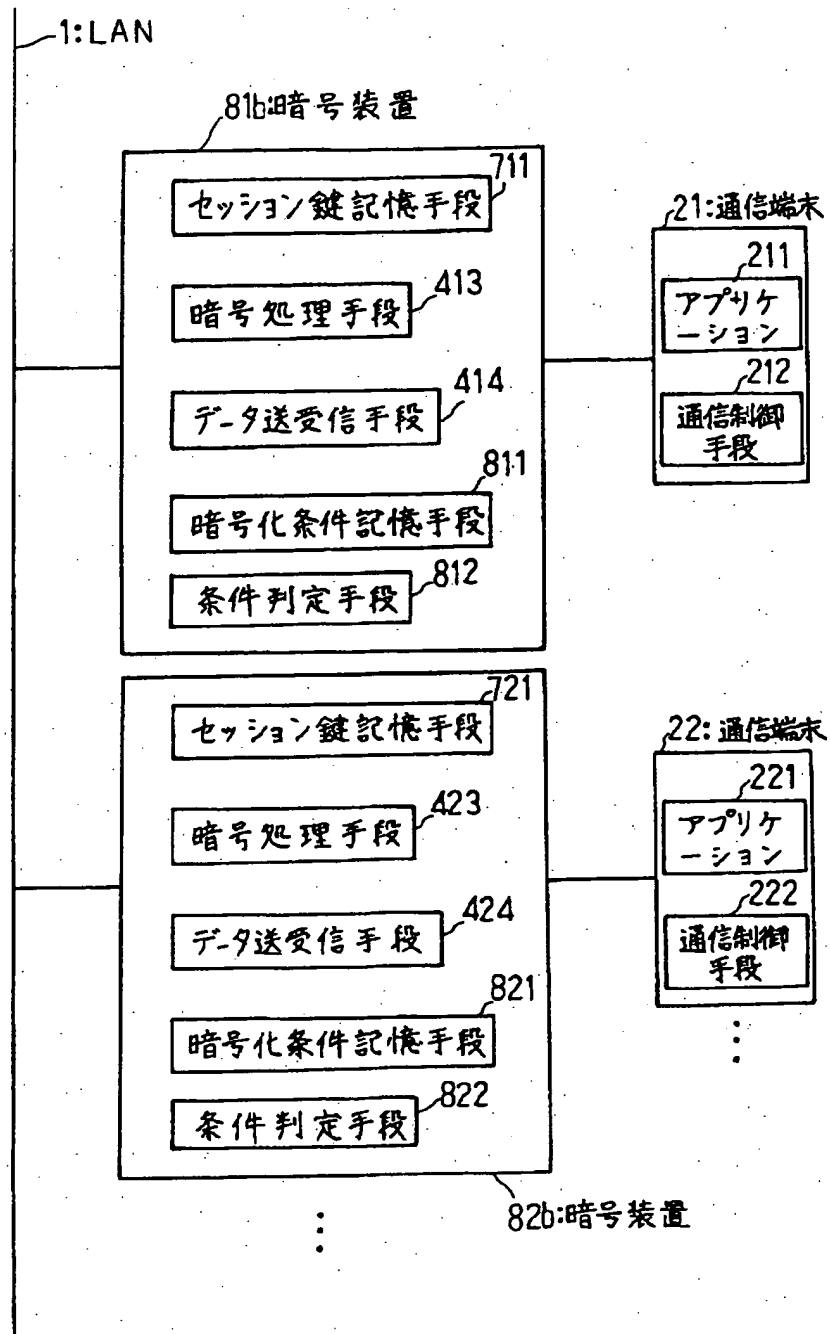 1:LAN
81b:暗号装置
711
セッション鍵記憶手段
413
暗号処理手段
414
データ送受信手段
811
暗号化条件記憶手段
812
条件判定手段
21:通信端末
211
アプリケ
ーション
212
通信制御
手段
721
セッション鍵記憶手段
423
暗号処理手段
424
データ送受信手段
821
暗号化条件記憶手段
822
条件判定手段
82b:暗号装置
22:通信端末
221
アプリケ
ーション
222
通信制御
手段